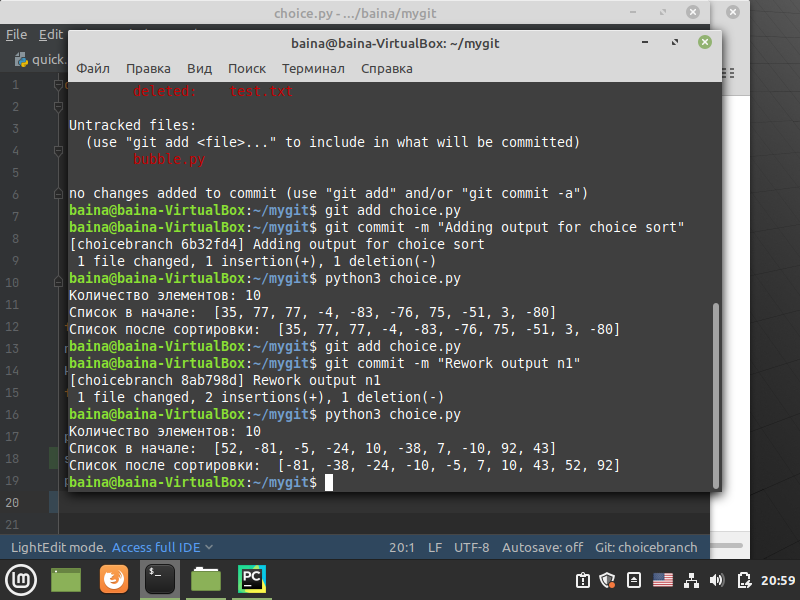 choice.py - .../baina/mygit
File Edit
quick.
baina@baina-VirtualBox: ~/mygit
Файл Правка Вид Поиск Терминал Справка
deleted: test.txt
Untracked files:
(use "git add <file>..." to include in what will be committed)
bubble.py
no changes added to commit (use "git add" and/or "git commit -a")
baina@baina-VirtualBox:~/mygit$ git add choice.py
baina@baina-VirtualBox:~/mygit$ git commit -m "Adding output for choice sort"
[choicebranch 6b32fd4] Adding output for choice sort
1 file changed, 1 insertion(+), 1 deletion(-)
baina@baina-VirtualBox:~/mygit$ python3 choice.py
Количество элементов: 10
Список в начале: [35, 77, 77, -4, -83, -76, 75, -51, 3, -80]
Список после сортировки: [35, 77, 77, -4, -83, -76, 75, -51, 3, -80]
baina@baina-VirtualBox:~/mygit$ git add choice.py
baina@baina-VirtualBox:~/mygit$ git commit -m "Rework output n1"
[choicebranch 8ab798d] Rework output n1
1 file changed, 2 insertions(+), 1 deletion(-)
baina@baina-VirtualBox:~/mygit$ python3 choice.py
Количество элементов: 10
Список в начале: [52, -81, -5, -24, 10, -38, 7, -10, 92, 43]
Список после сортировки: [-81, -38, -24, -10, -5, 7, 10, 43, 52, 92]
baina@baina-VirtualBox:~/mygit$
1
2
3
4
5
6
7
8
9
10
11
12
13
14
15
16
17
18
19
20
21
LightEdit mode. Access full IDE 20:1 LF UTF-8 Autosave: off Git: choicebranch
PC
20:59